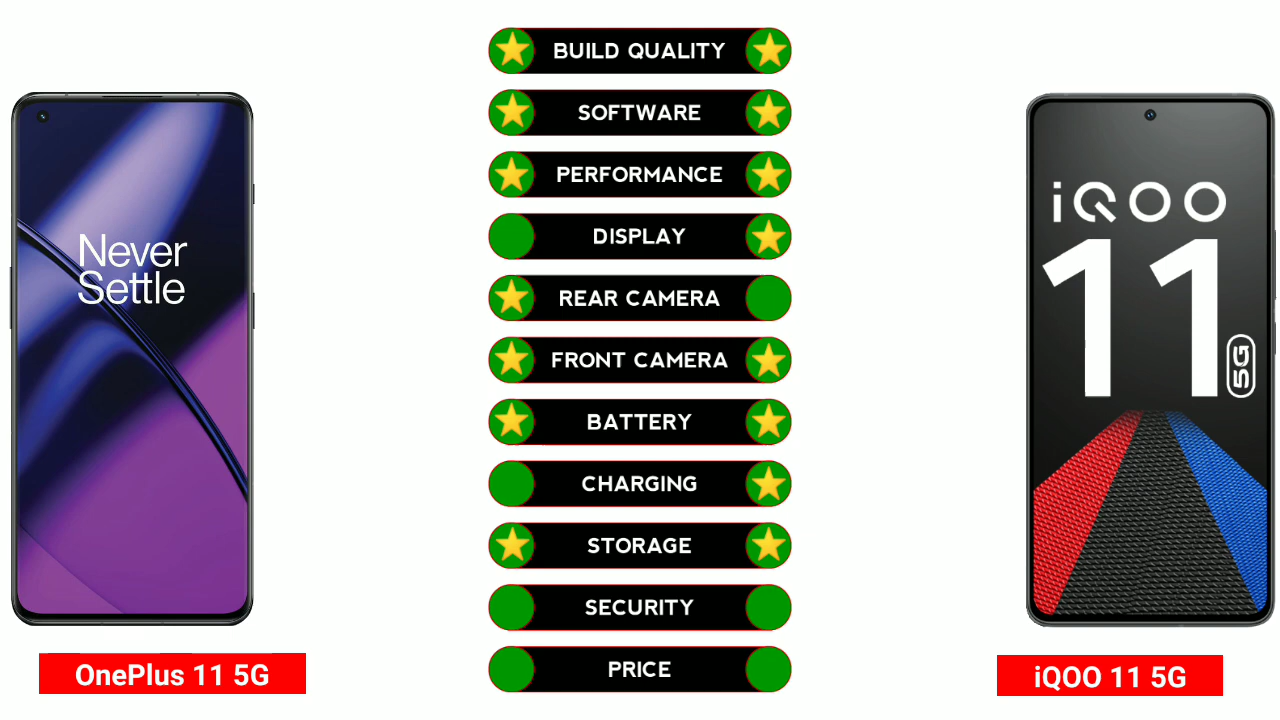 BUILD QUALITY
SOFTWARE
PERFORMANCE
DISPLAY
REAR CAMERA
FRONT CAMERA
BATTERY
CHARGING
STORAGE
SECURITY
PRICE
Never
Settle
OnePlus 11 5G
iQOO
11
5G
iQOO 11 5G